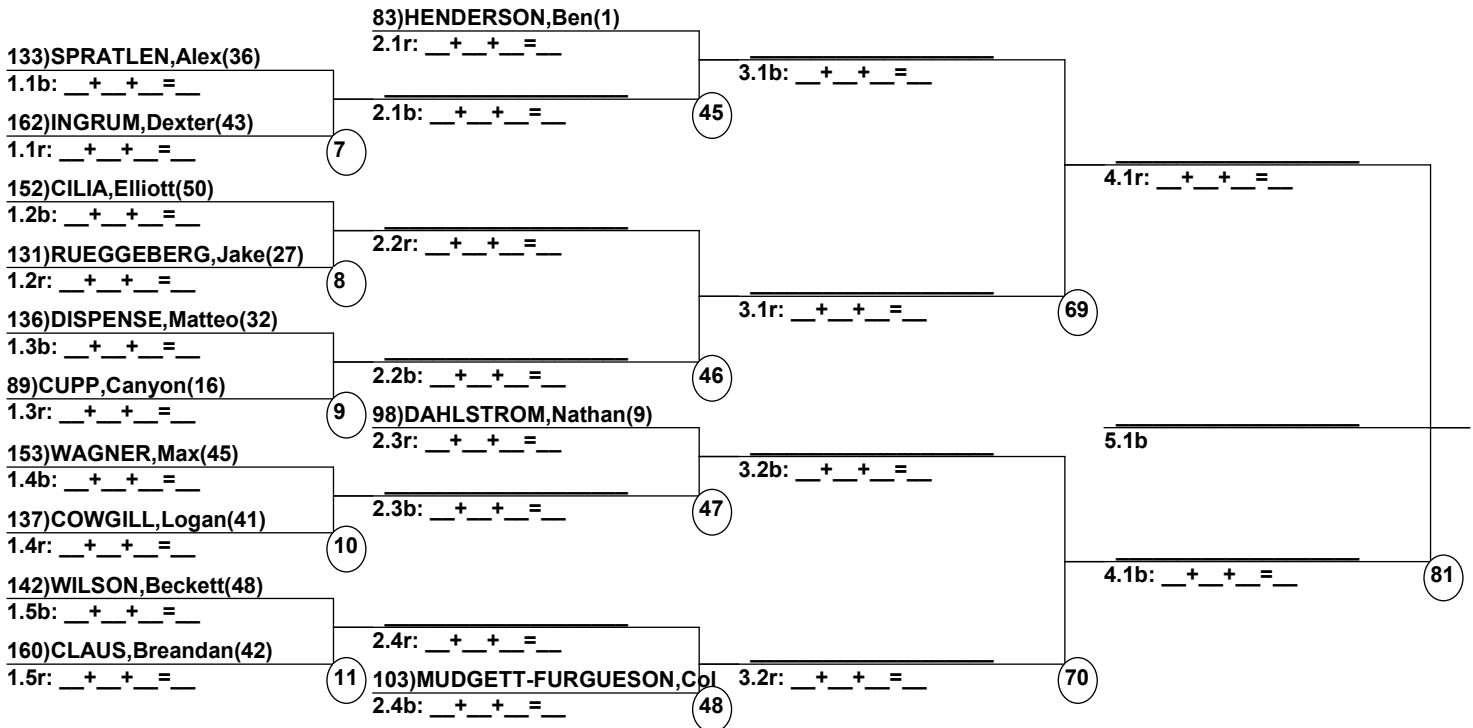 83)HENDERSON,Ben(1)
2.1r: __+__+__=__
133)SPRATLEN,Alex(36)
1.1b: __+__+__=__
3.1b: __+__+__=__
2.1b: __+__+__=__
45
162)INGRUM,Dexter(43)
1.1r: __+__+__=__
7
4.1r: __+__+__=__
152)CILIA,Elliott(50)
1.2b: __+__+__=__
2.2r: __+__+__=__
131)RUEGGEBERG,Jake(27)
1.2r: __+__+__=__
8
3.1r: __+__+__=__
69
136)DISPENSE,Matteo(32)
1.3b: __+__+__=__
2.2b: __+__+__=__
46
89)CUPP,Canyon(16)
1.3r: __+__+__=__
9
98)DAHLSTROM,Nathan(9)
2.3r: __+__+__=__
5.1b
153)WAGNER,Max(45)
1.4b: __+__+__=__
3.2b: __+__+__=__
2.3b: __+__+__=__
47
137)COWGILL,Logan(41)
1.4r: __+__+__=__
10
4.1b: __+__+__=__
81
142)WILSON,Beckett(48)
1.5b: __+__+__=__
2.4r: __+__+__=__
160)CLAUS,Breandan(42)
1.5r: __+__+__=__
11
103)MUDGETT-FURGUESON,Col
3.2r: __+__+__=__
70
2.4b: __+__+__=__
48